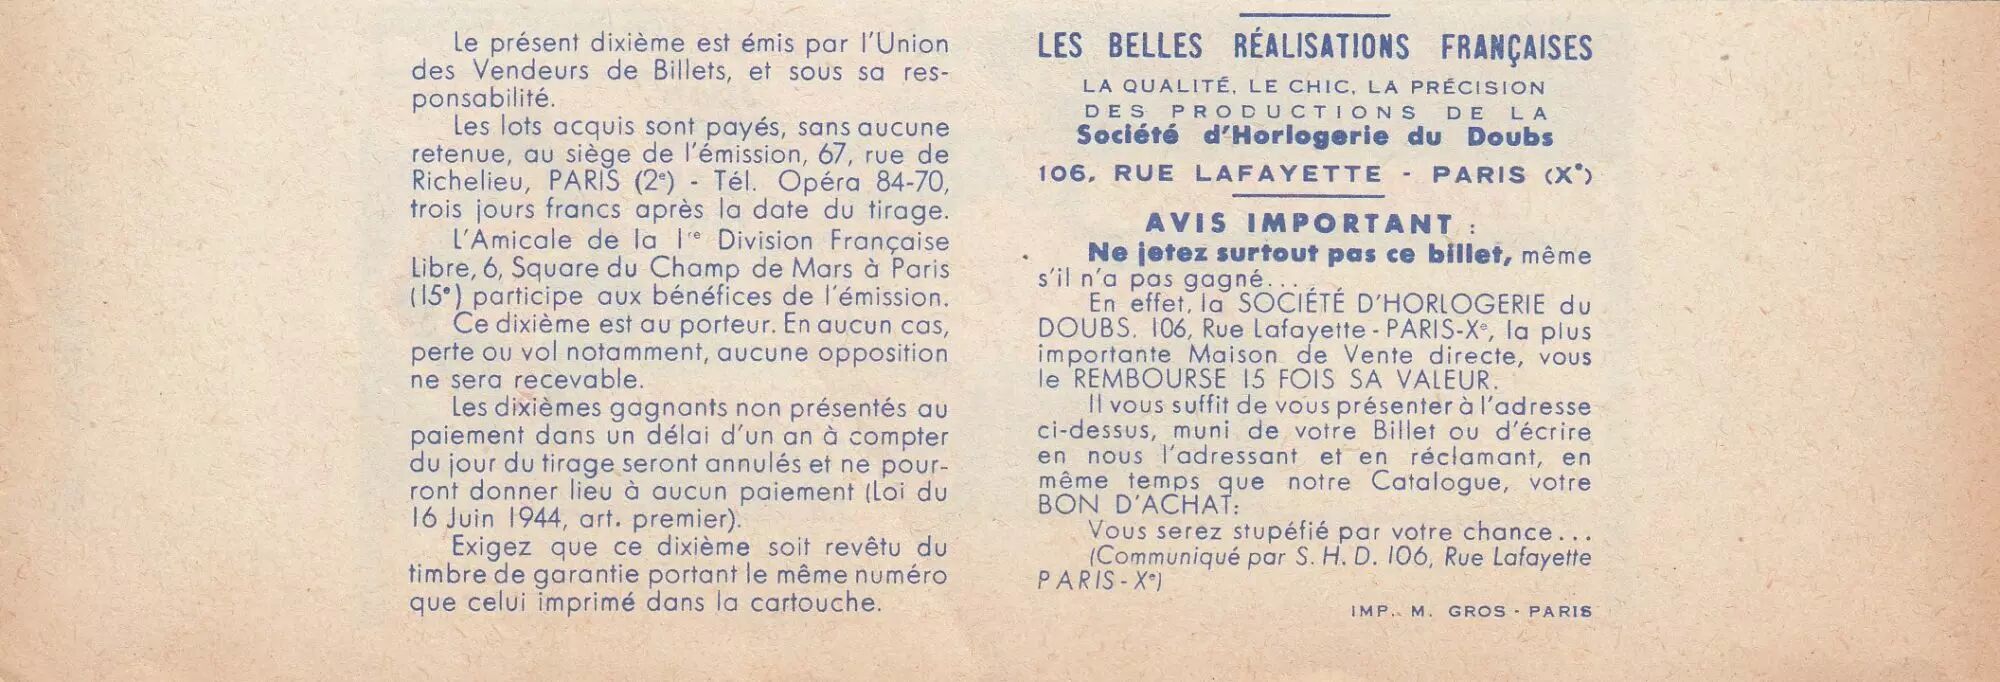 Le présent dixième est émis par l'Union
des Vendeurs de Billets, et sous sa res-
ponsabilité.
Les lots acquis sont payés, sans aucune
retenue, au siège de l'émission, 67, rue de
Richelieu, PARIS (2e) - Tél. Opéra 84-70,
trois jours francs après la date du tirage.
L'Amicale de la 1re Division Française
Libre, 6, Square du Champ de Mars à Paris
(15e) participe aux bénéfices de l'émission.
Ce dixième est au porteur. En aucun cas,
perte ou vol notamment, aucune opposition
ne sera recevable.
Les dixièmes gagnants non présentés au
paiement dans un délai d'un an à compter
du jour du tirage seront annulés et ne pour-
ront donner lieu à aucun paiement (Loi du
16 Juin 1944, art. premier).
Exigez que ce dixième soit revêtu du
timbre de garantie portant le même numéro
que celui imprimé dans la cartouche.
LES BELLES RÉALISATIONS FRANÇAISES
LA QUALITÉ, LE CHIC, LA PRÉCISION
DES PRODUCTIONS DE LA
Société d'Horlogerie du Doubs
106, RUE LAFAYETTE - PARIS (Xe)
AVIS IMPORTANT :
Ne jetez surtout pas ce billet, même
s'il n'a pas gagné...
En effet, la SOCIÉTÉ D'HORLOGERIE du
DOUBS. 106, Rue Lafayette - PARIS-Xe, la plus
importante Maison de Vente directe, vous
le REMBOURSE 15 FOIS SA VALEUR.
Il vous suffit de vous présenter à l'adresse
ci-dessus, muni de votre Billet ou d'écrire
en nous l'adressant et en réclamant, en
même temps que notre Catalogue, votre
BON D'ACHAT:
Vous serez stupéfié par votre chance...
(Communiqué par S. H. D. 106, Rue Lafayette
PARIS-Xe)
IMP. M. GROS - PARIS